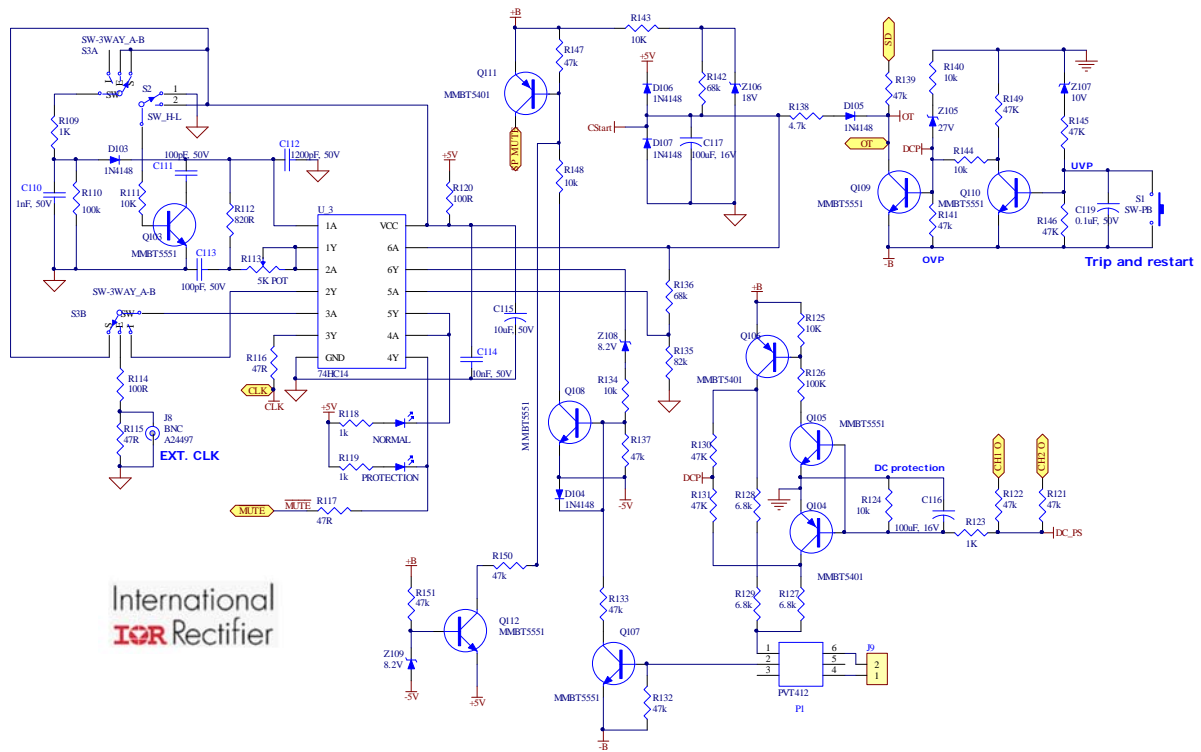 SW-3WAY_A-B
S3A
SW
S2
1
2
SW_H-L
R109
1K
D103
1N4148
100pF, 50V
C111
C112
1200pF, 50V
C110
1nF, 50V
R110
100k
R111
10K
R112
820R
Q103
MMBT5551
C113
100pF, 50V
R113
5K POT
SW-3WAY_A-B
S3B
SW
R114
100R
R115
47R
J8
BNC
A24497
EXT. CLK
R116
47R
CLK
CLK
U_3
1A
1Y
2A
2Y
3A
3Y
GND
VCC
6A
6Y
5A
5Y
4A
4Y
74HC14
+5V
R120
100R
C115
10uF, 50V
C114
10nF, 50V
+5V
R118
1k
NORMAL
R119
1k
PROTECTION
MUTE
MUTE
R117
47R
+B
Q111
MMBT5401
SP MUTE
R147
47k
R148
10k
R143
10K
+5V
D106
1N4148
CStart
D107
1N4148
R142
68k
Z106
18V
C117
100uF, 16V
R138
4.7k
D105
1N4148
SD
R139
47k
OT
OT
R140
10k
Z105
27V
DCP
R144
10k
R149
47K
Z107
10V
R145
47K
UVP
Q109
MMBT5551
R141
47k
Q110
MMBT5551
R146
47K
C119
0.1uF, 50V
S1
SW-PB
-B
OVP
Trip and restart
R136
68k
R135
82k
Z108
8.2V
R134
10k
Q108
MMBT5551
R137
47k
-5V
D104
1N4148
+B
Q106
MMBT5401
R125
10K
R126
100K
Q105
MMBT5551
R130
47K
DCP
R131
47K
R128
6.8k
DC protection
R124
10k
C116
100uF, 16V
Q104
MMBT5401
R123
1K
CH1 O
CH2 O
R122
47k
R121
47k
DC_PS
R129
6.8k
R127
6.8k
+B
R151
47k
Z109
8.2V
-5V
R150
47k
Q112
MMBT5551
+5V
R133
47k
Q107
MMBT5551
R132
47k
-B
1
2
3
6
5
4
PVT412
P1
J9
2
1
International
IOR Rectifier